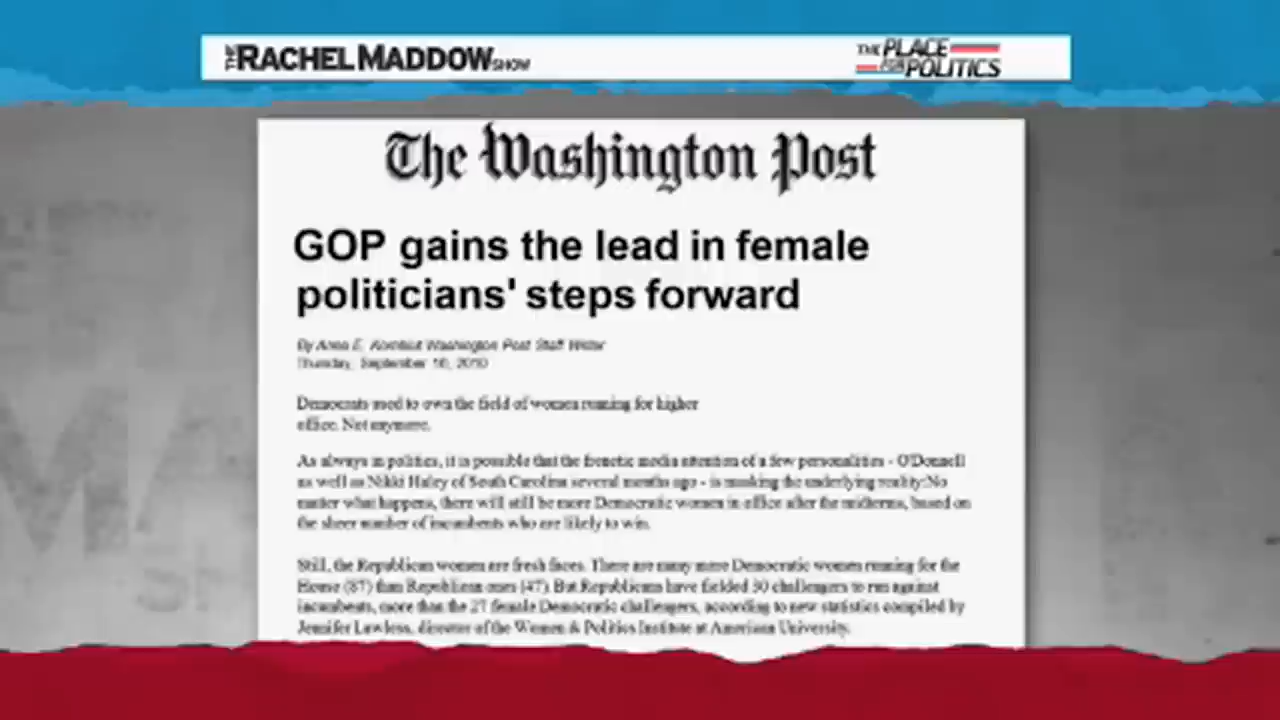 THE RACHEL MADDOW SHOW
THE PLACE
FOR POLITICS
The Washington Post
GOP gains the lead in female
politicians' steps forward
By Anne E. Kornblut Washington Post Staff Writer
Thursday, September 16, 2010
Democrats used to own the field of women running for higher
office. Not anymore.
As always in politics, it is possible that the frenetic media attention of a few personalities - O'Donnell
as well as Nikki Haley of South Carolina several months ago - is masking the underlying reality:No
matter what happens, there will still be more Democratic women in office after the midterms, based on
the sheer number of incumbents who are likely to win.
Still, the Republican women are fresh faces. There are many more Democratic women running for the
House (87) than Republican ones (47). But Republicans have fielded 30 challengers to run against
incumbents, more than the 27 female Democratic challengers, according to new statistics compiled by
Jennifer Lawless, director of the Women & Politics Institute at American University.